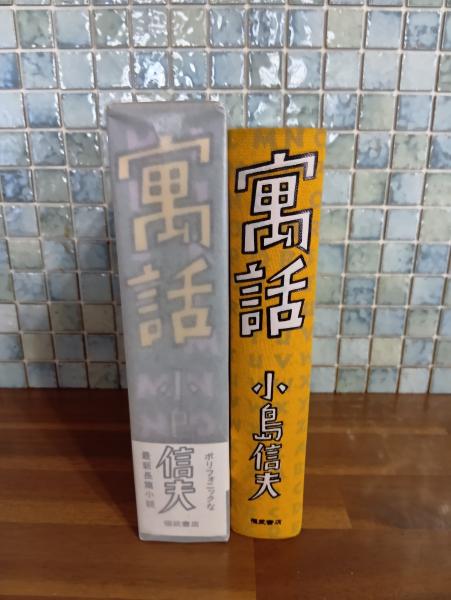 寓話
小島
信夫
ポリフォニックな
最新長篇小説
福武書店
寓話
小島信夫
福武書店